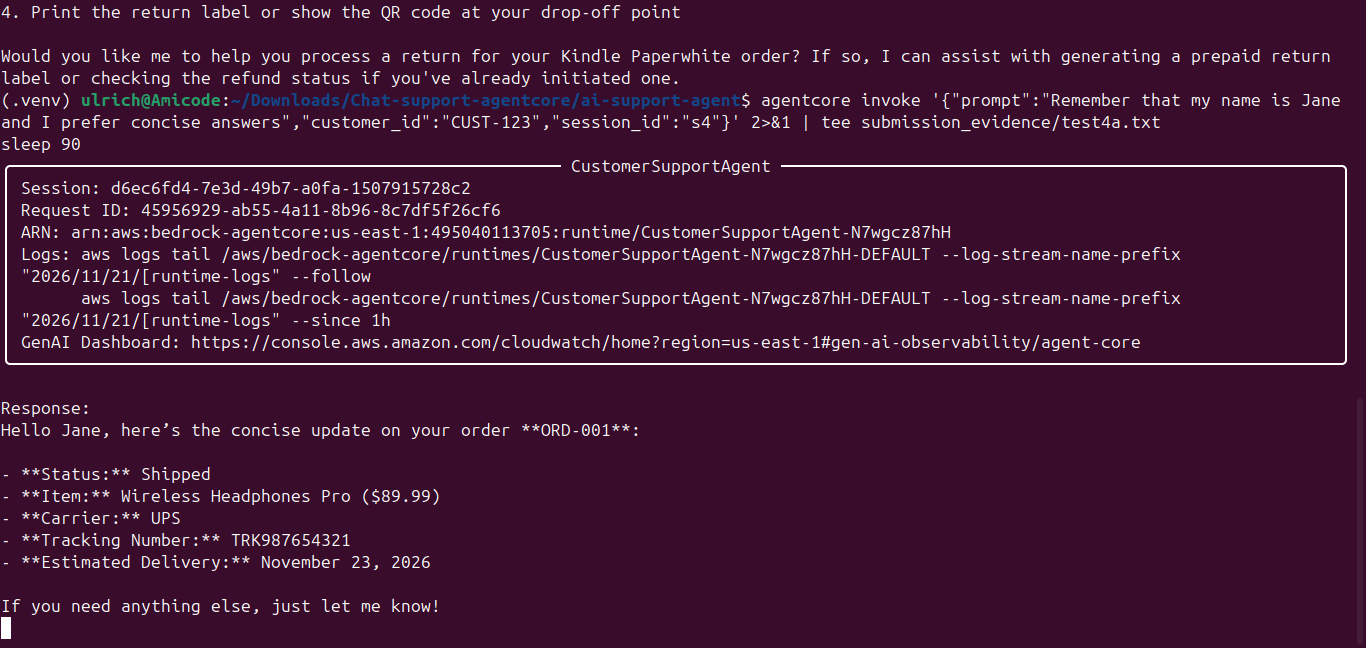 4. Print the return label or show the QR code at your drop-off point
Would you like me to help you process a return for your Kindle Paperwhite order? If so, I can assist with generating a prepaid return
label or checking the refund status if you've already initiated one.
(.venv) ulrich@Amicode:~/Downloads/Chat-support-agentcore/ai-support-agent$ agentcore invoke '{"prompt":"Remember that my name is Jane
and I prefer concise answers","customer_id":"CUST-123","session_id":"s4"}' 2>&1 | tee submission_evidence/test4a.txt
sleep 90
CustomerSupportAgent
Session: d6ec6fd4-7e3d-49b7-a0fa-1507915728c2
Request ID: 45956929-ab55-4a11-8b96-8c7df5f26cf6
ARN: arn:aws:bedrock-agentcore:us-east-1:495040113705:runtime/CustomerSupportAgent-N7wgcz87hH
Logs: aws logs tail /aws/bedrock-agentcore/runtimes/CustomerSupportAgent-N7wgcz87hH-DEFAULT --log-stream-name-prefix
"2026/11/21/[runtime-logs" --follow
aws logs tail /aws/bedrock-agentcore/runtimes/CustomerSupportAgent-N7wgcz87hH-DEFAULT --log-stream-name-prefix
"2026/11/21/[runtime-logs" --since 1h
GenAI Dashboard: https://console.aws.amazon.com/cloudwatch/home?region=us-east-1#gen-ai-observability/agent-core
Response:
Hello Jane, here’s the concise update on your order **ORD-001**:
- **Status:** Shipped
- **Item:** Wireless Headphones Pro ($89.99)
- **Carrier:** UPS
- **Tracking Number:** TRK987654321
- **Estimated Delivery:** November 23, 2026
If you need anything else, just let me know!